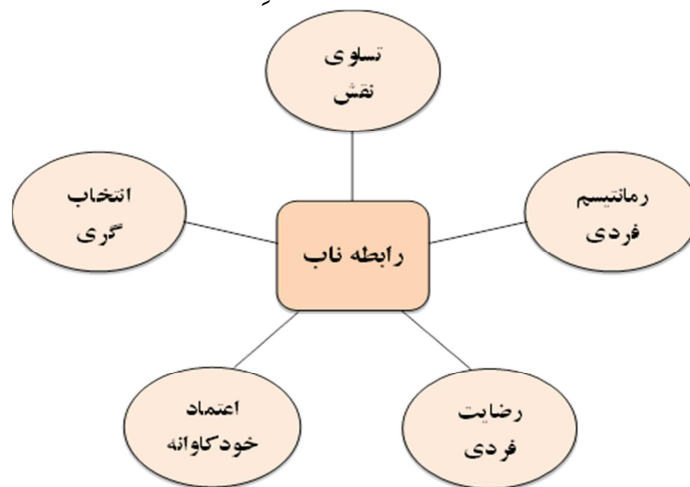 تساوی
نقش
رمانتیسم
فردی
انتخاب
گری
رابطه ناب
رضایت
فردی
اعتماد
خودکاوانه